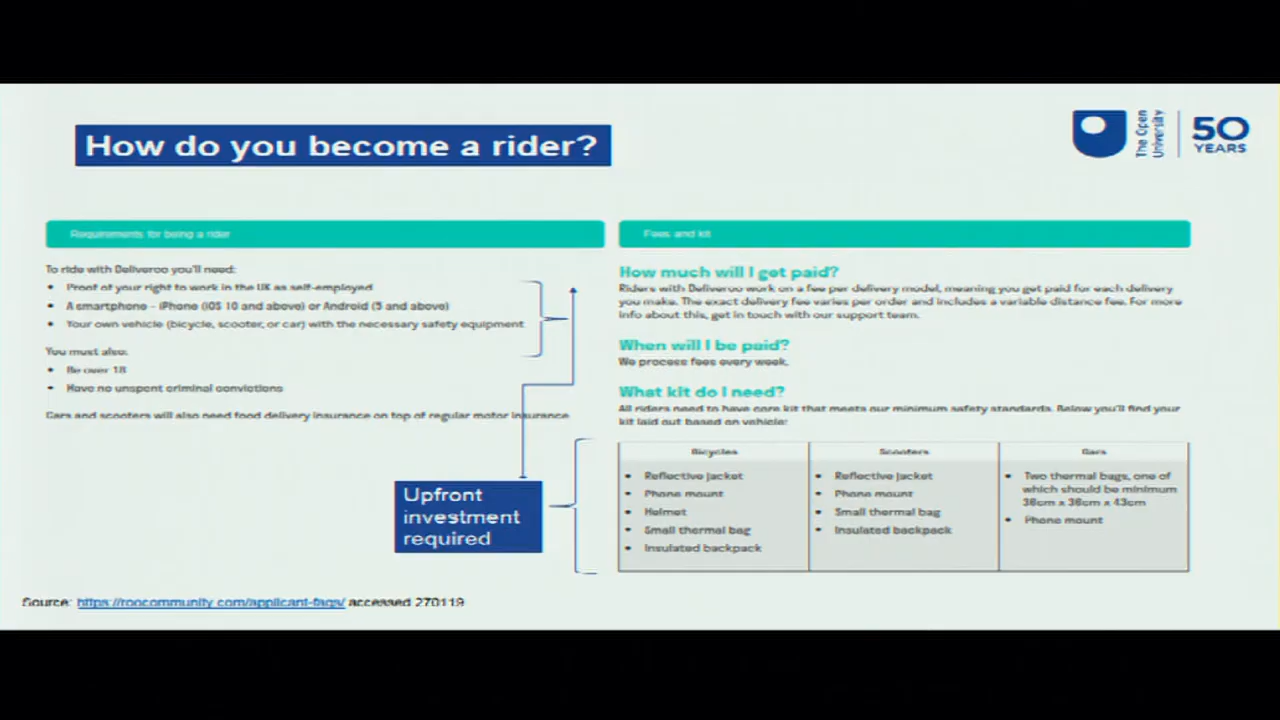 How do you become a rider?
The Open
University
50
YEARS
Requirements for being a rider
To ride with Deliveroo you'll need:
• Proof of your right to work in the UK as self-employed
• A smartphone - iPhone (iOS 10 and above) or Android (5 and above)
• Your own vehicle (bicycle, scooter, or car) with the necessary safety equipment
You must also:
• Be over 18
• Have no unspent criminal convictions
Cars and scooters will also need food delivery insurance on top of regular motor insurance
Upfront
investment
required
Fees and kit
How much will I get paid?
Riders with Deliveroo work on a fee per delivery model, meaning you get paid for each delivery
you make. The exact delivery fee varies per order and includes a variable distance fee. For more
info about this, get in touch with our support team.
When will I be paid?
We process fees every week.
What kit do I need?
All riders need to have core kit that meets our minimum safety standards. Below you'll find your
kit laid out based on vehicle:
Bicycles
• Reflective jacket
• Phone mount
• Helmet
• Small thermal bag
• Insulated backpack
Scooters
• Reflective jacket
• Phone mount
• Small thermal bag
• Insulated backpack
Cars
• Two thermal bags, one of
which should be minimum
36cm x 36cm x 43cm
• Phone mount
Source: https://roocommunity.com/applicant-faqs/ accessed 270119